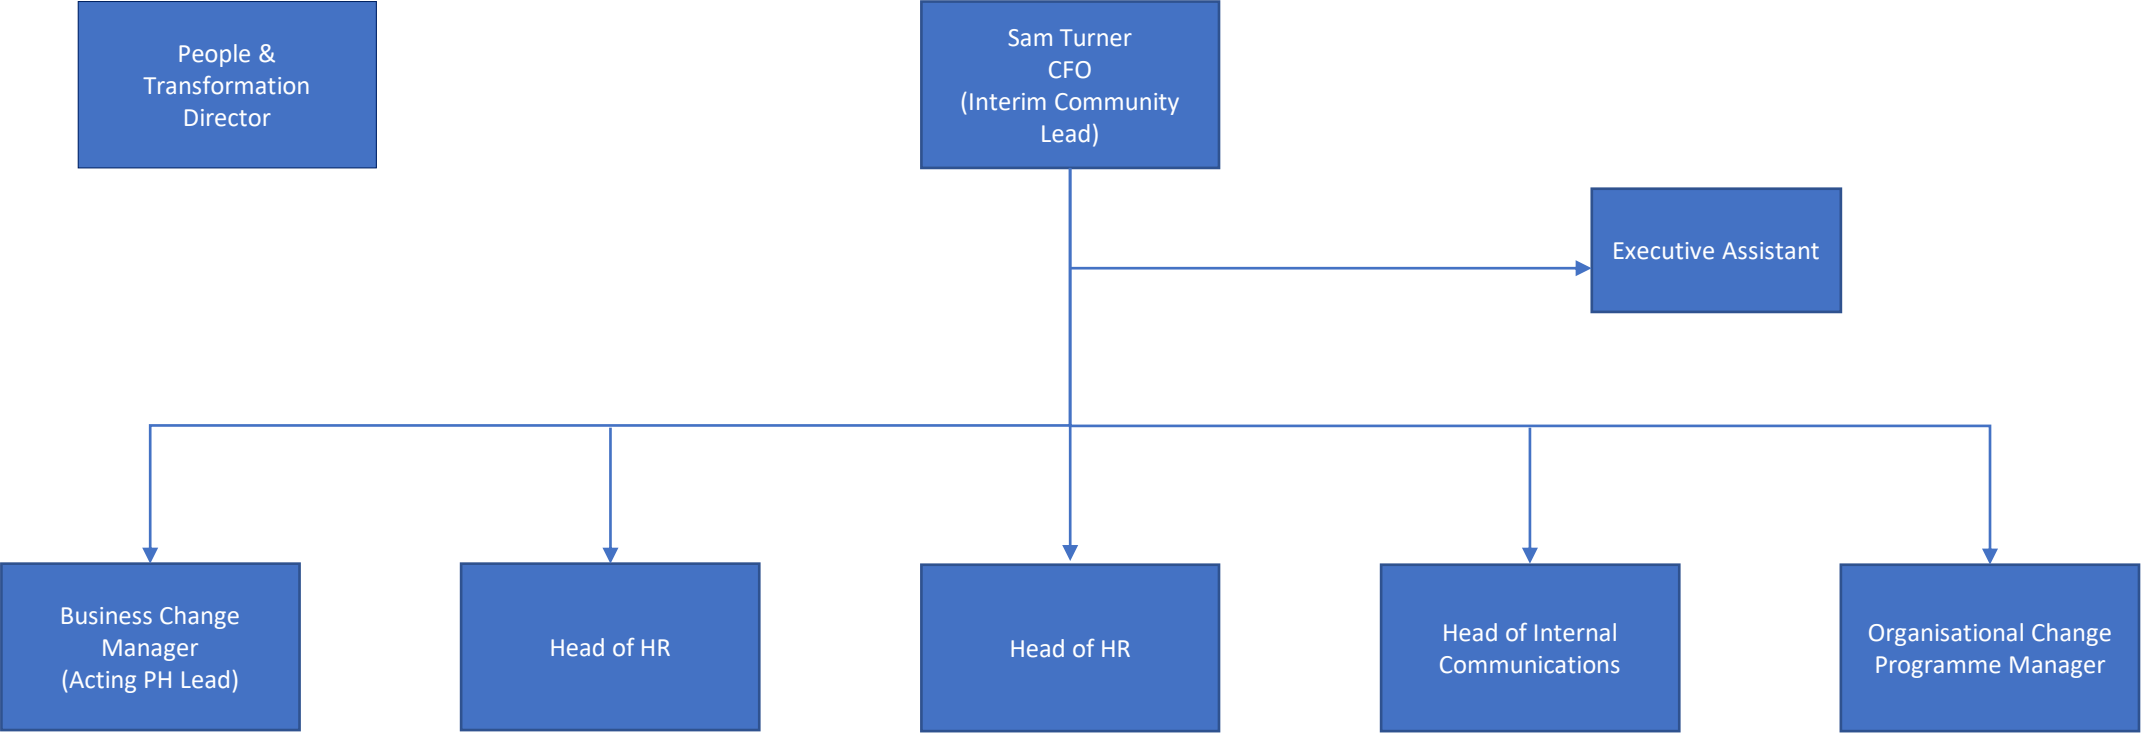 People &
Transformation
Director
Sam Turner
CFO
(Interim Community
Lead)
Executive Assistant
Business Change
Manager
(Acting PH Lead)
Head of HR
Head of HR
Head of Internal
Communications
Organisational Change
Programme Manager